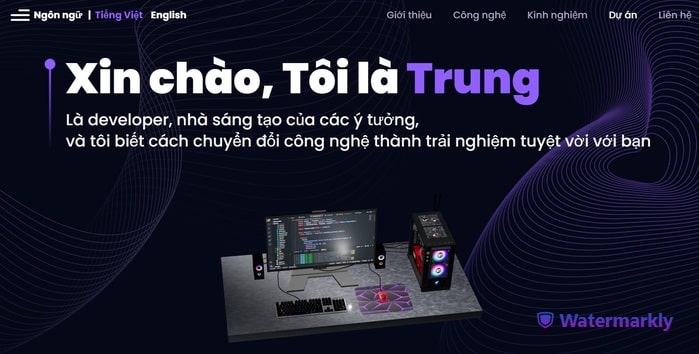 Ngôn ngữ | Tiếng Việt English
Giới thiệu Công nghệ Kinh nghiệm Dự án Liên hệ
Xin chào, Tôi là Trung
Là developer, nhà sáng tạo của các ý tưởng,
và tôi biết cách chuyển đổi công nghệ thành trải nghiệm tuyệt vời với bạn
Watermarkly